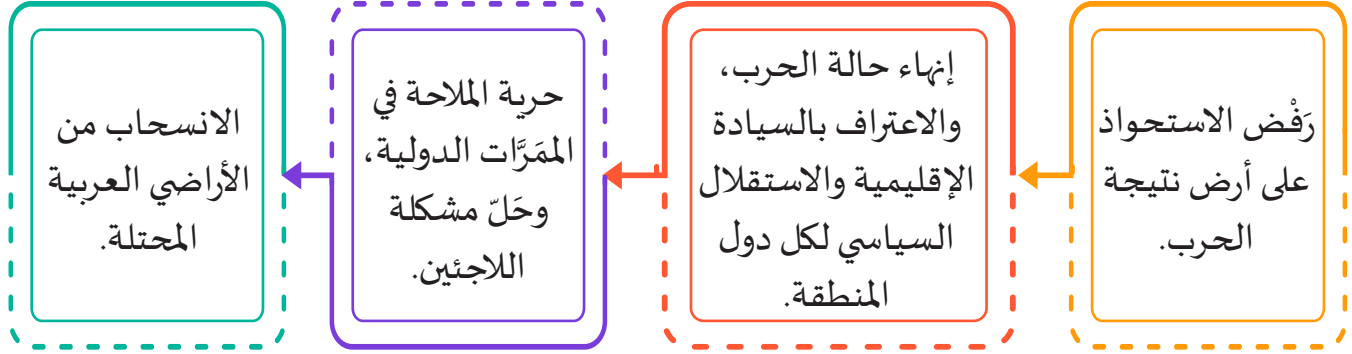 رَفْض الاستحواذ
على أرض نتيجة
الحرب.
إنهاء حالة الحرب،
والاعتراف بالسيادة
الإقليمية والاستقلال
السياسي لكل دول
المنطقة.
حرية الملاحة في
الممَرَّات الدولية،
وحَلّ مشكلة
اللاجئين.
الانسحاب من
الأراضي العربية
المحتلة.